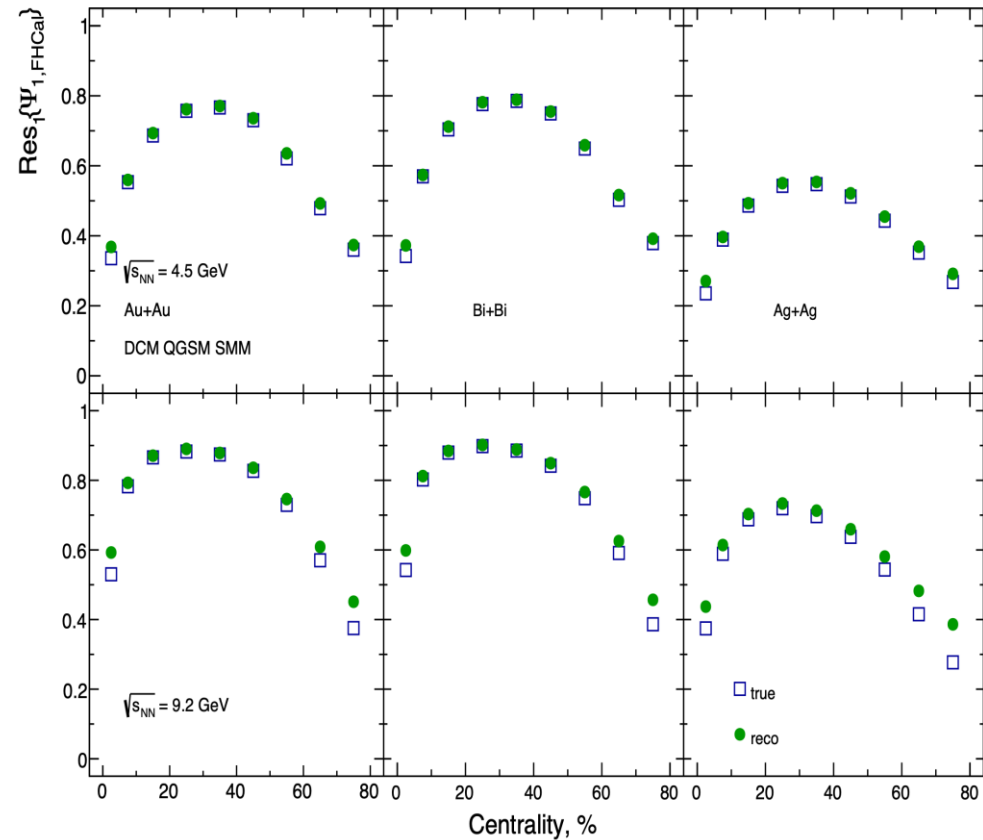 Res₁{Ψ₁,FHCal}
1
0.8
0.6
0.4
0.2
0
√sNN = 4.5 GeV
Au+Au
DCM QGSM SMM
Bi+Bi
Ag+Ag
1
0.8
0.6
0.4
0.2
0
√sNN = 9.2 GeV
true
reco
0 20 40 60 80 0 20 40 60 80 0 20 40 60 80
Centrality, %